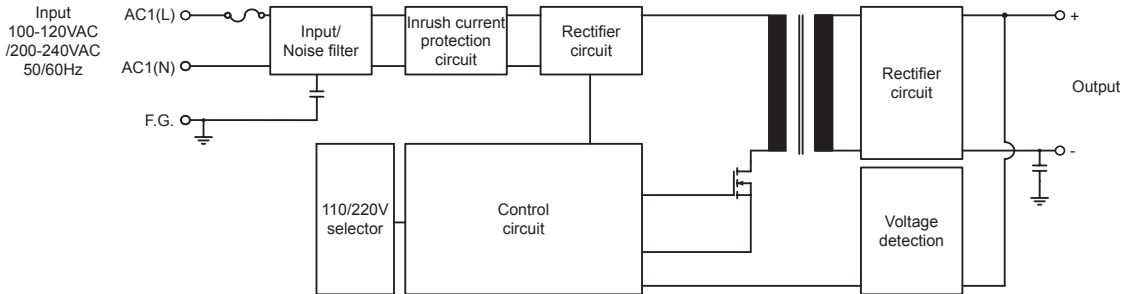 Input
100-120VAC
/200-240VAC
50/60Hz
AC1(L)
AC1(N)
F.G.
Input/
Noise filter
Inrush current
protection
circuit
Rectifier
circuit
Rectifier
circuit
+
Output
-
110/220V
selector
Control
circuit
Voltage
detection